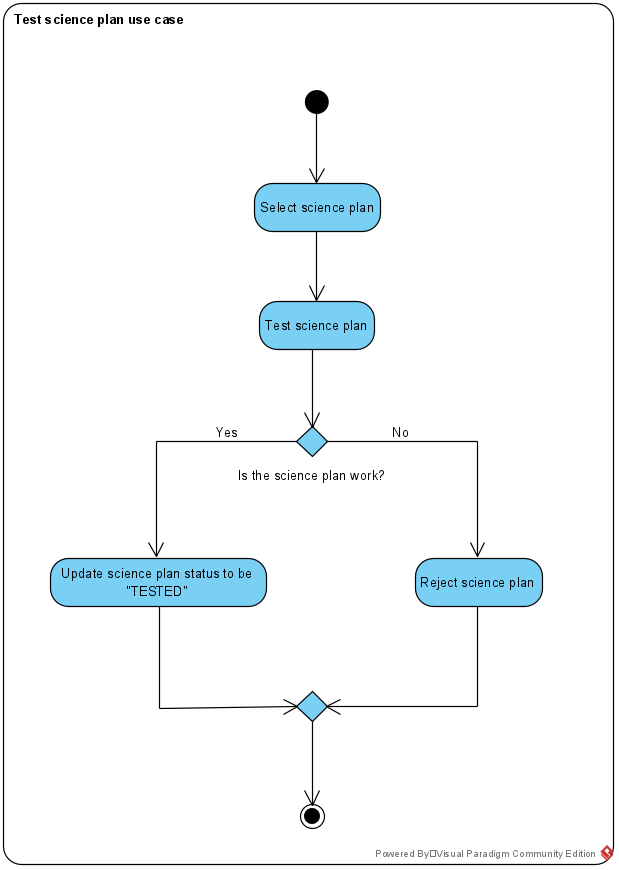 Test science plan use case
Select science plan
Test science plan
Yes
No
Is the science plan work?
Update science plan status to be
"TESTED"
Reject science plan
Powered By Visual Paradigm Community Edition